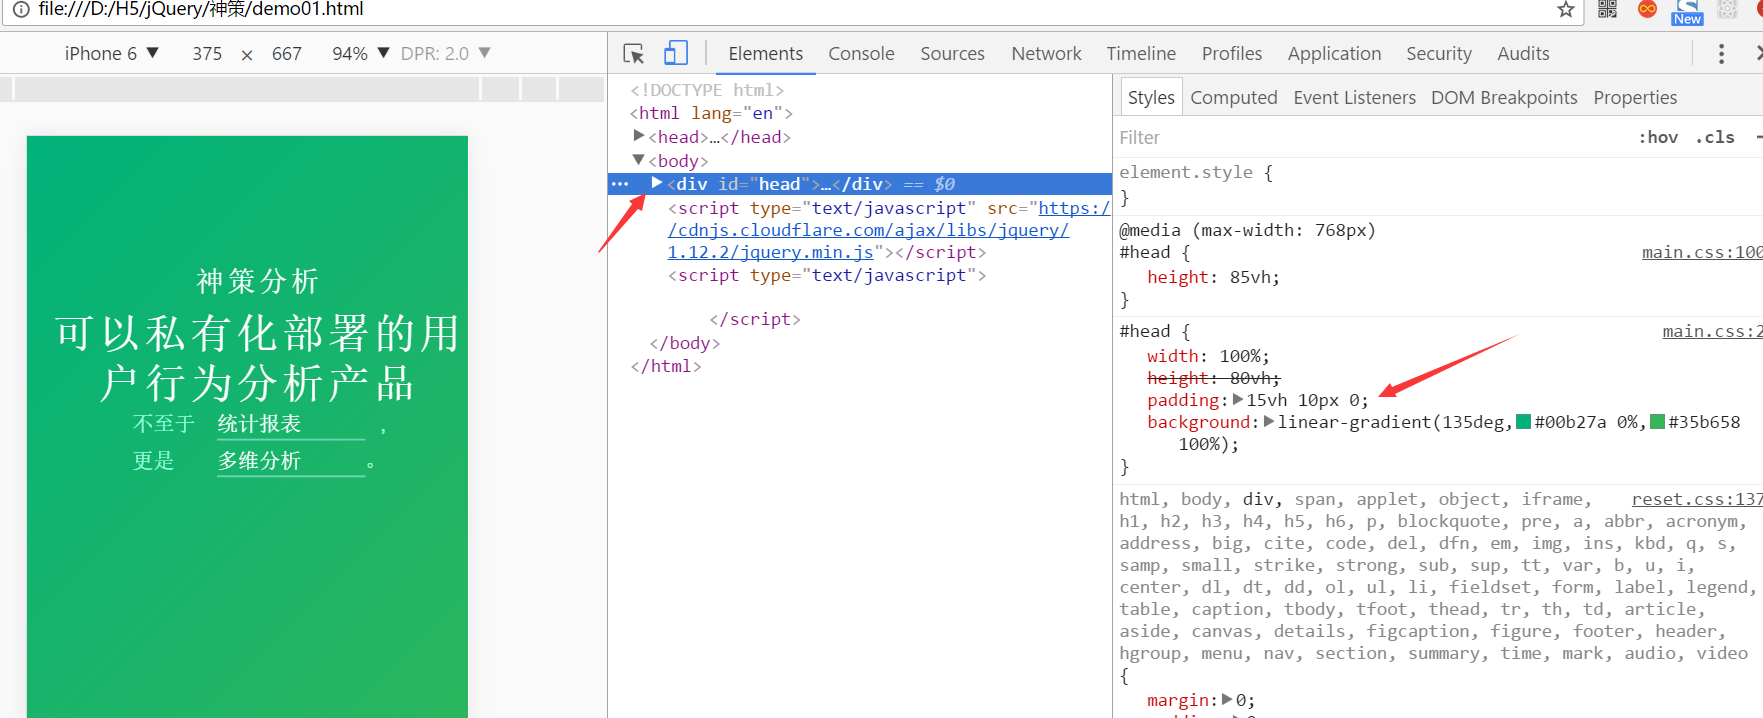 file:///D:/H5/jQuery/神策/demo01.html
New
iPhone 6 ▼ 375 × 667 94% ▼ DPR: 2.0 ▼
Elements Console Sources Network Timeline Profiles Application Security Audits
神策分析
可以私有化部署的用
户行为分析产品
不至于 统计报表 ，
更是 多维分析 。
<!DOCTYPE html>
<html lang="en">
▶<head>…</head>
▼<body>
… ▶<div id="head">…</div> == $0
<script type="text/javascript" src="https:/
/cdnjs.cloudflare.com/ajax/libs/jquery/
1.12.2/jquery.min.js"></script>
<script type="text/javascript">
</script>
</body>
</html>
Styles Computed Event Listeners DOM Breakpoints Properties
Filter :hov .cls
element.style {
}
@media (max-width: 768px)
#head { main.css:100
height: 85vh;
}
#head { main.css:2
width: 100%;
height: 80vh;
padding:▶15vh 10px 0;
background:▶linear-gradient(135deg,#00b27a 0%,#35b658
100%);
}
html, body, div, span, applet, object, iframe, reset.css:137
h1, h2, h3, h4, h5, h6, p, blockquote, pre, a, abbr, acronym,
address, big, cite, code, del, dfn, em, img, ins, kbd, q, s,
samp, small, strike, strong, sub, sup, tt, var, b, u, i,
center, dl, dt, dd, ol, ul, li, fieldset, form, label, legend,
table, caption, tbody, tfoot, thead, tr, th, td, article,
aside, canvas, details, figcaption, figure, footer, header,
hgroup, menu, nav, section, summary, time, mark, audio, video
{
margin:▶0;